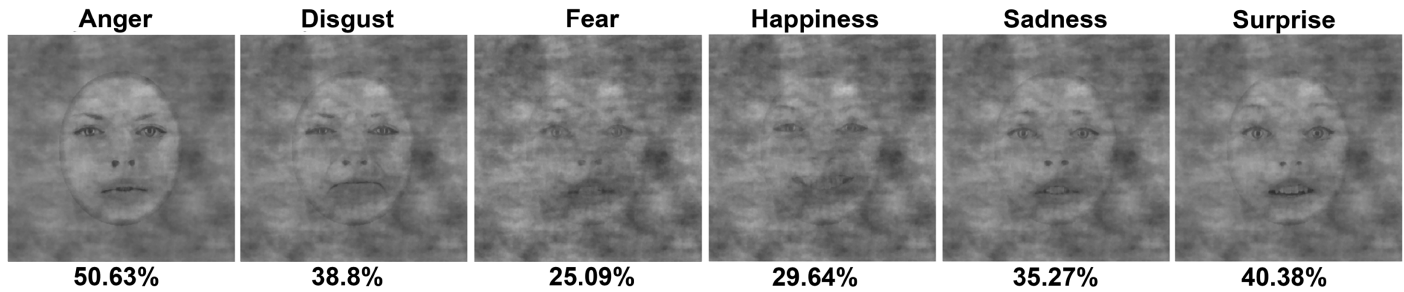 Anger Disgust Fear Happiness Sadness Surprise
50.63% 38.8% 25.09% 29.64% 35.27% 40.38%